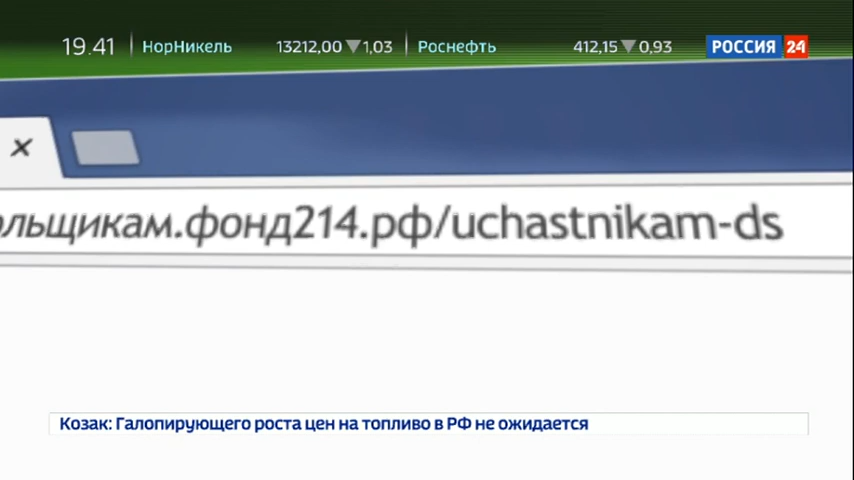 19.41 НорНикель 13212,00▼1,03 Роснефть 412,15▼0,93 РОССИЯ 24
ольщикам.фонд214.рф/uchastnikam-ds
Козак: Галопирующего роста цен на топливо в РФ не ожидается